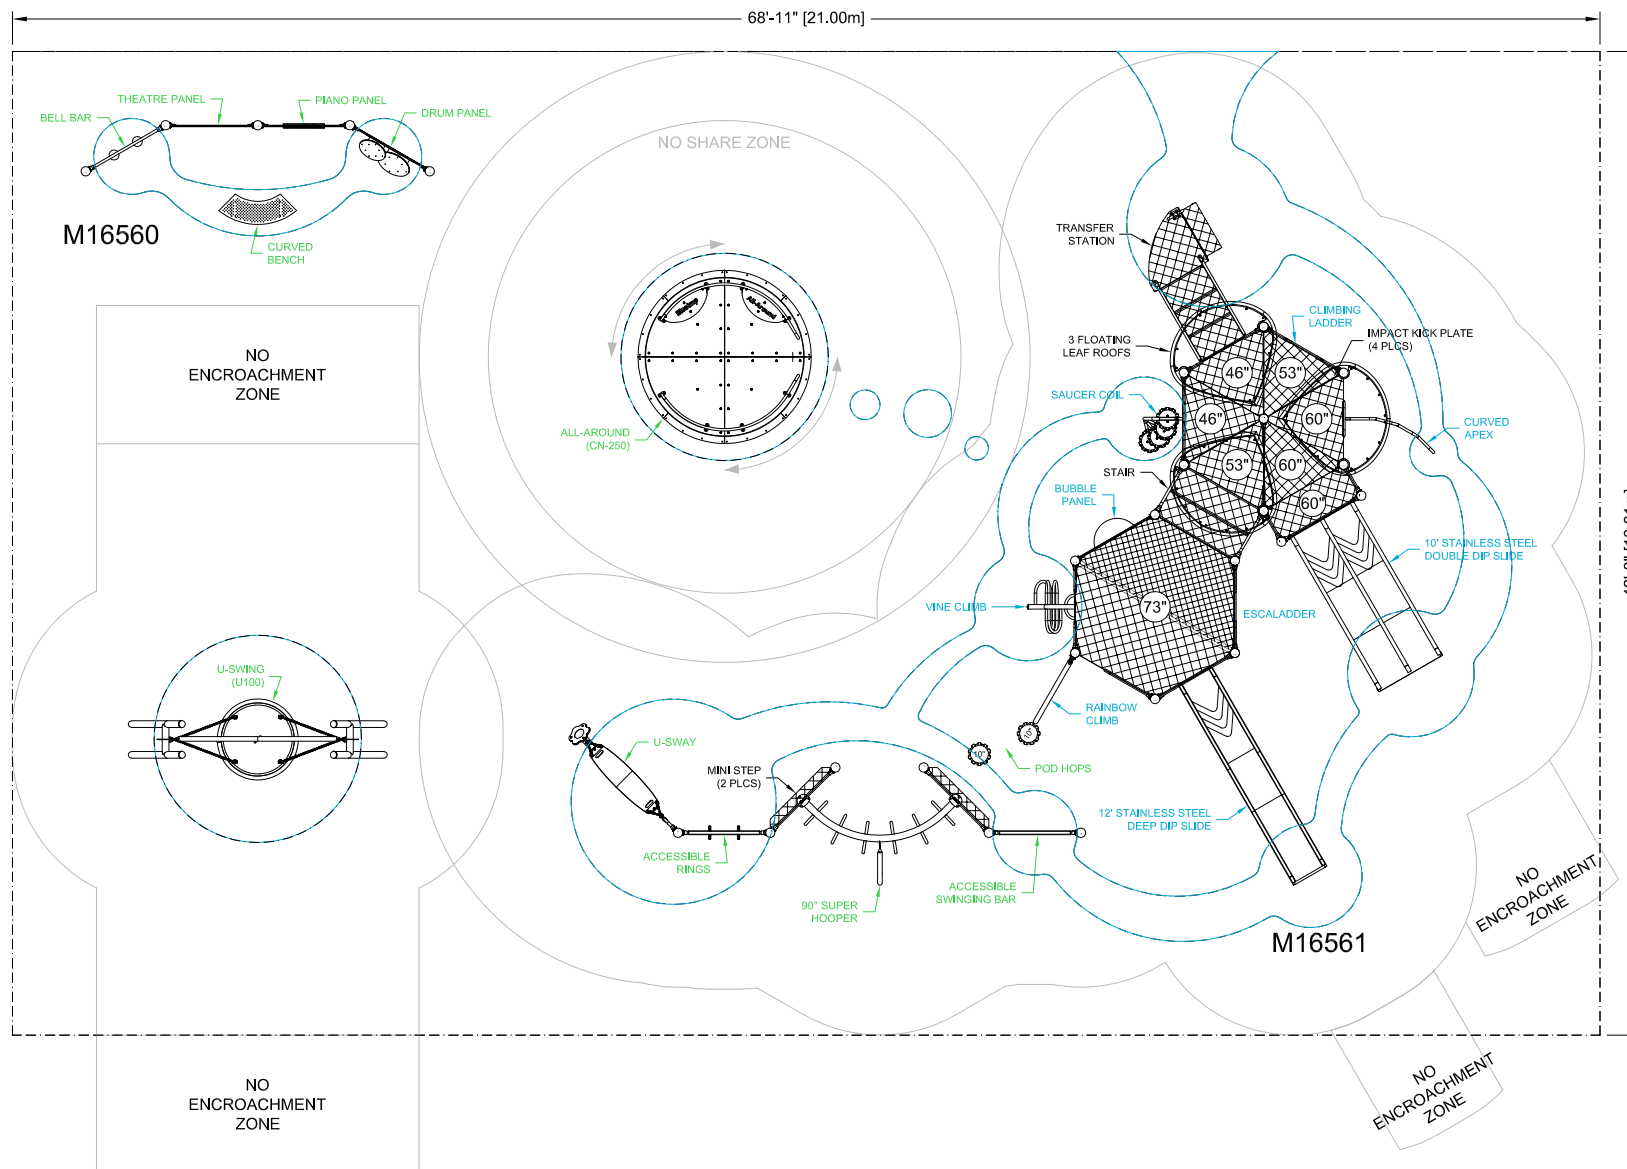 68'-11" [21.00m]
THEATRE PANEL
PIANO PANEL
BELL BAR
DRUM PANEL
M16560
CURVED
BENCH
NO SHARE ZONE
TRANSFER
STATION
CLIMBING
LADDER
IMPACT KICK PLATE
(4 PLCS)
3 FLOATING
LEAF ROOFS
NO
ENCROACHMENT
ZONE
46"
53"
SAUCER COIL
46"
60"
CURVED
APEX
ALL-AROUND
(CN-250)
All-Around
STAIR
53"
60"
BUBBLE
PANEL
60"
10' STAINLESS STEEL
DOUBLE DIP SLIDE
VINE CLIMB
73"
ESCALADDER
U-SWING
(U100)
RAINBOW
CLIMB
10"
U-SWAY
10"
POD HOPS
MINI STEP
(2 PLCS)
12' STAINLESS STEEL
DEEP DIP SLIDE
ACCESSIBLE
RINGS
90° SUPER
HOOPER
ACCESSIBLE
SWINGING BAR
NO
ENCROACHMENT
ZONE
M16561
NO
ENCROACHMENT
ZONE
NO
ENCROACHMENT
ZONE